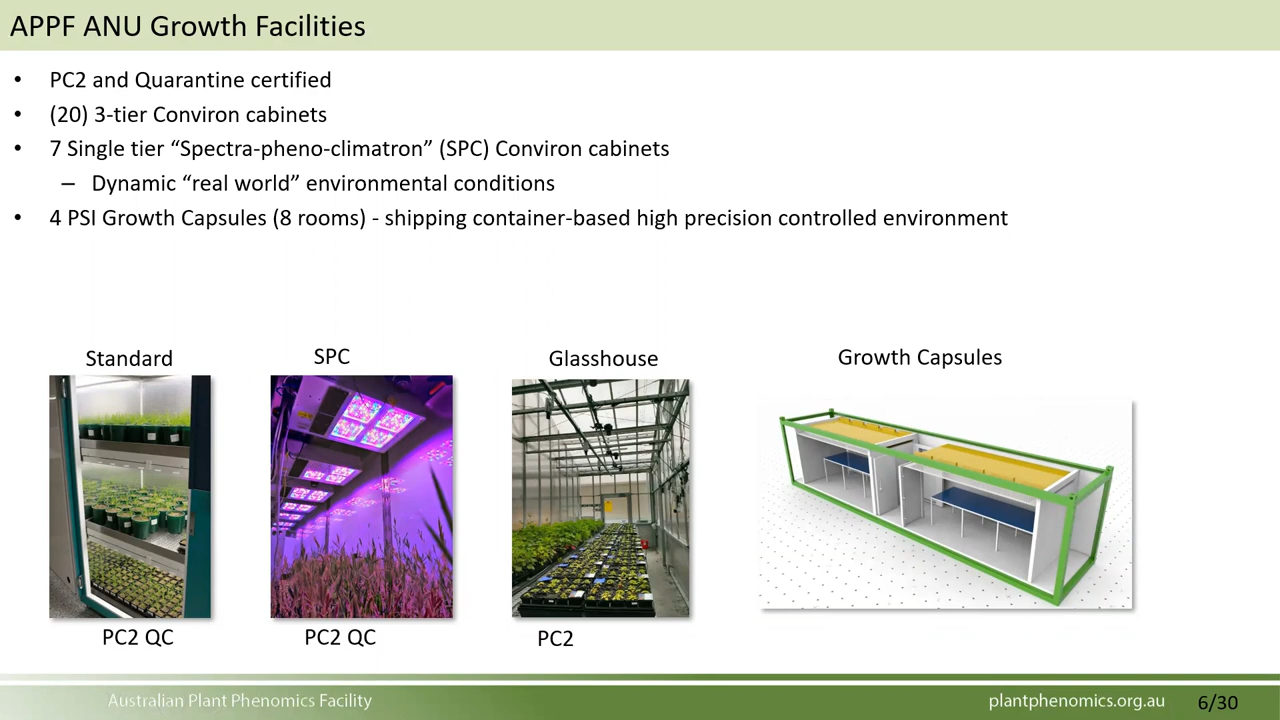 APPF ANU Growth Facilities
• PC2 and Quarantine certified
• (20) 3-tier Conviron cabinets
• 7 Single tier “Spectra-pheno-climatron” (SPC) Conviron cabinets
– Dynamic “real world” environmental conditions
• 4 PSI Growth Capsules (8 rooms) - shipping container-based high precision controlled environment
Standard
SPC
Glasshouse
Growth Capsules
PC2 QC
PC2 QC
PC2
Australian Plant Phenomics Facility
plantphenomics.org.au
6/30